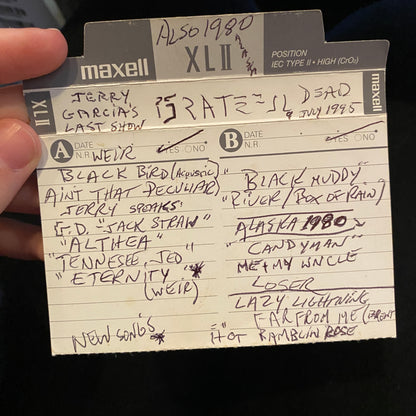 ALSO 1980
ALASKA
maxell XLII POSITION
IEC TYPE II • HIGH (CrO₂)
XLII
JERRY GARCIA'S LAST SHOW
GRATEFUL DEAD
9 JULY 1995
maxell
A DATE
N.R. YES NO
WEIR
BLACK BIRD (ACOUSTIC)
AIN'T THAT PECULIAR
JERRY SPEAKS
G.D. "JACK STRAW"
"ALTHEA"
"TENNESEE, JED"
"ETERNITY" *
(WEIR)
NEW SONGS *
B DATE
N.R. YES NO
"BLACK MUDDY"
"RIVER / BOX OF RAIN)
ALASKA 1980
"CANDYMAN"
ME + MY UNCLE
LOSER
LAZY LIGHTNING
FAR FROM ME (BRENT
HOT RAMBLIN ROSE